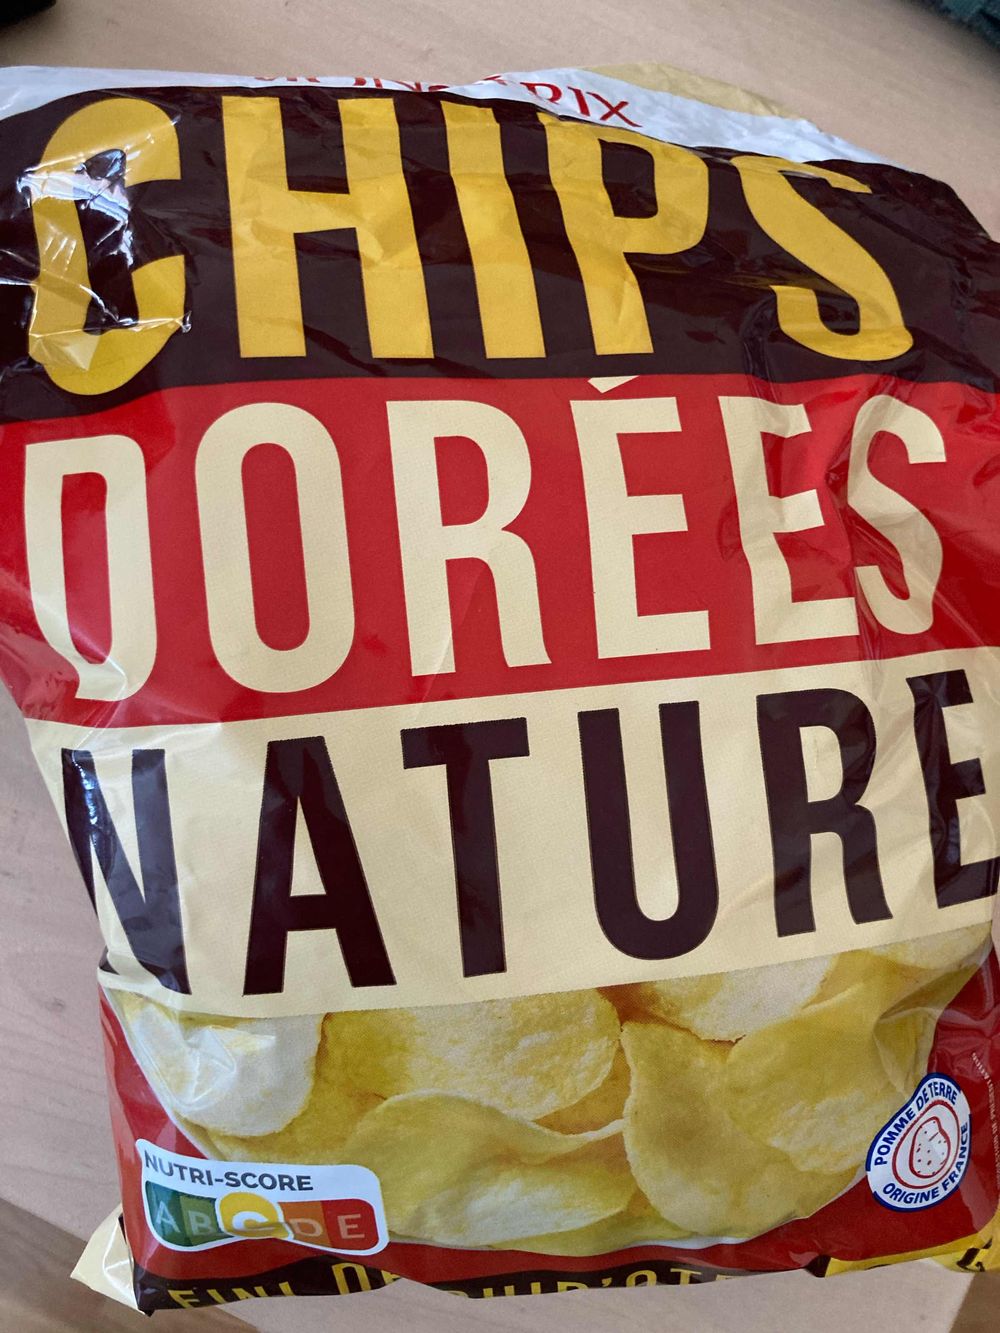 CHIPS
DORÉES
NATURE
POMME DE TERRE
ORIGINE FRANCE
NUTRI-SCORE
A B C D E